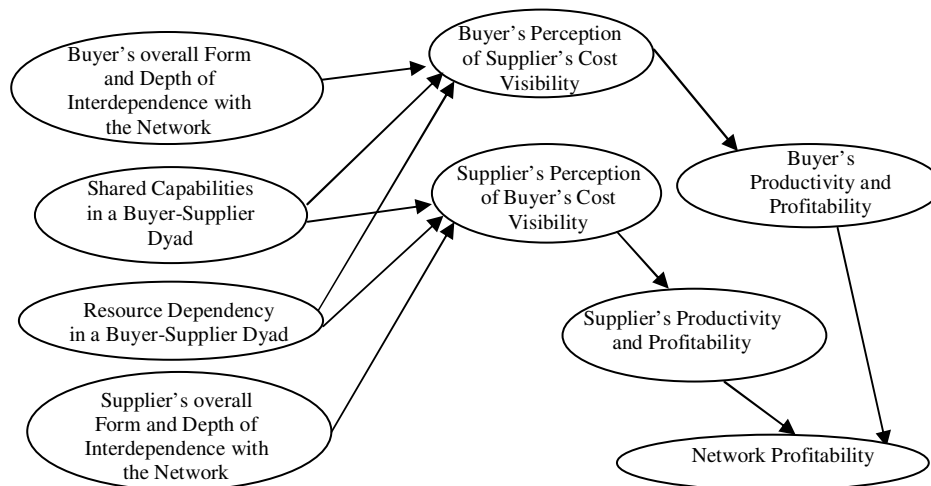 Buyer's overall Form
and Depth of
Interdependence with
the Network
Shared Capabilities
in a Buyer-Supplier
Dyad
Resource Dependency
in a Buyer-Supplier Dyad
Supplier's overall
Form and Depth of
Interdependence with
the Network
Buyer's Perception
of Supplier's Cost
Visibility
Supplier's Perception
of Buyer's Cost
Visibility
Buyer's
Productivity and
Profitability
Supplier's Productivity
and Profitability
Network Profitability